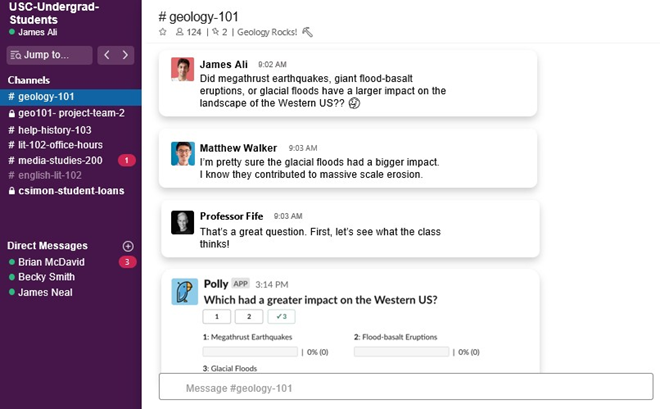 USC-Undergrad-
Students
James Ali
Jump to...
Channels
# geology-101
geo101- project-team-2
# help-history-103
# lit-102-office-hours
# media-studies-200 1
# english-lit-102
csimon-student-loans
Direct Messages
Brian McDavid 3
Becky Smith
James Neal
# geology-101
124 | 2 | Geology Rocks!
James Ali 9:02 AM
Did megathrust earthquakes, giant flood-basalt
eruptions, or glacial floods have a larger impact on the
landscape of the Western US??
Matthew Walker 9:03 AM
I'm pretty sure the glacial floods had a bigger impact.
I know they contributed to massive scale erosion.
Professor Fife 9:03 AM
That's a great question. First, let's see what the class
thinks!
Polly APP 3:14 PM
Which had a greater impact on the Western US?
1 2 ✓3
1: Megathrust Earthquakes 2: Flood-basalt Eruptions
| 0% (0) | 0% (0)
3: Glacial Floods
Message #geology-101